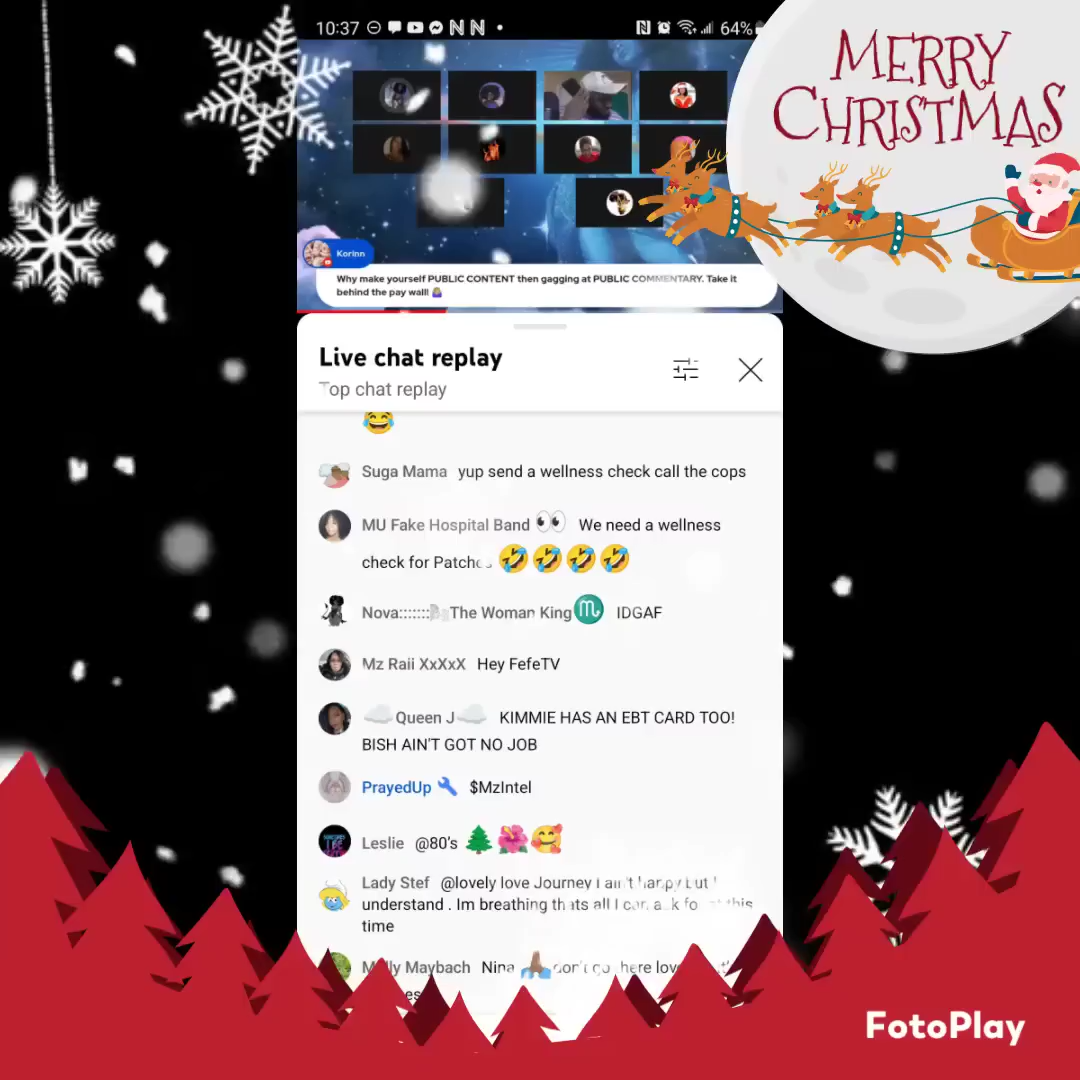 10:37
64%
MERRY
CHRISTMAS
Korinn
Why make yourself PUBLIC CONTENT then gagging at PUBLIC COMMENTARY. Take it
behind the pay wall! 🤷🏼‍♀️
Live chat replay
Top chat replay
😂
Suga Mama yup send a wellness check call the cops
MU Fake Hospital Band 👀 We need a wellness
check for Patches 🤣🤣🤣🤣
Nova:::::::The Woman King♏ IDGAF
Mz Raii XxXxX Hey FefeTV
☁️Queen J☁️ KIMMIE HAS AN EBT CARD TOO!
BISH AIN'T GOT NO JOB
PrayedUp 🔧 $MzIntel
Leslie @80's 🎄🌺🥰
Lady Stef @lovely love Journey I ain't happy but I
understand . Im breathing thats all I can ask for at this
time
Molly Maybach Nina 🙏🏽 don't go there
FotoPlay